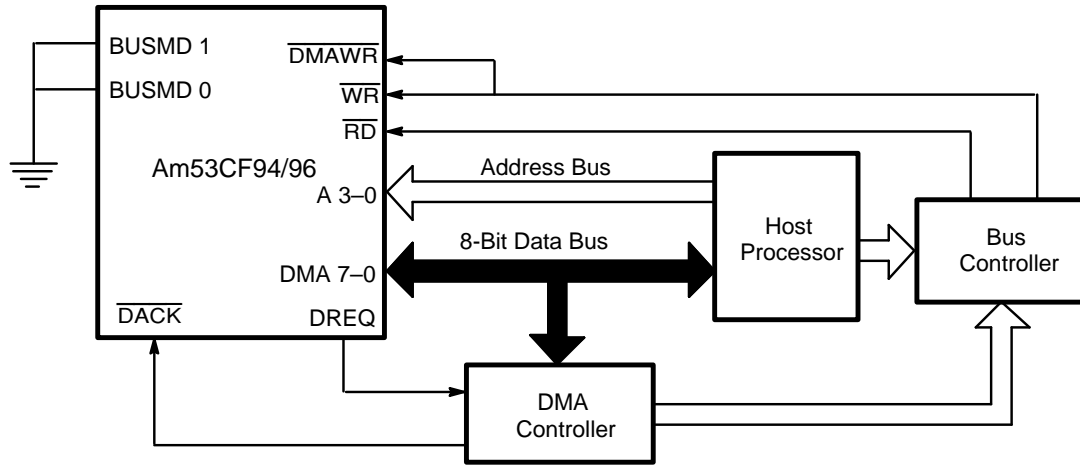 BUSMD 1
DMAWR
BUSMD 0
WR
RD
Am53CF94/96
Address Bus
A 3–0
Host
Processor
8-Bit Data Bus
Bus
Controller
DMA 7–0
DACK
DREQ
DMA
Controller